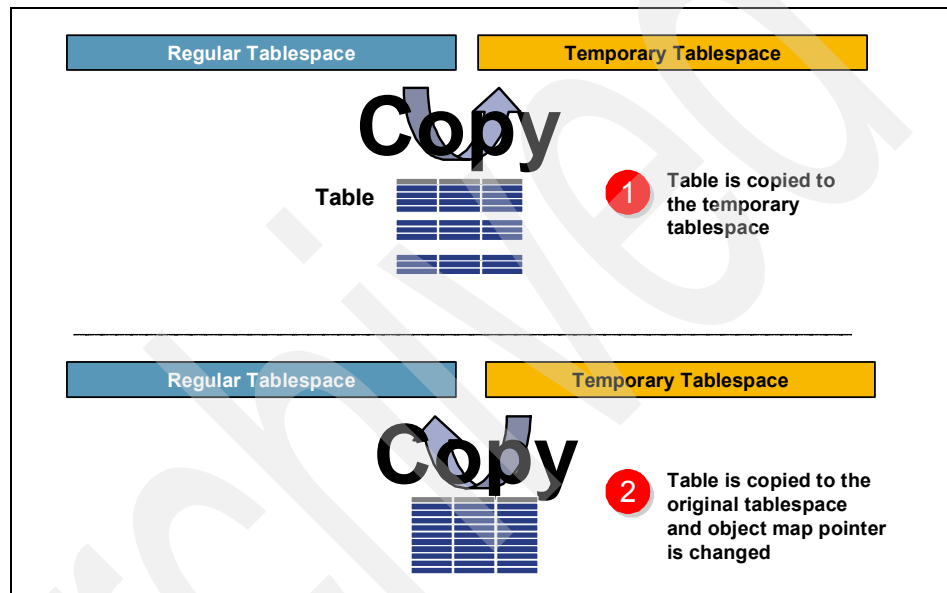 Regular Tablespace
Temporary Tablespace
Copy
Table
1
Table is copied to
the temporary
tablespace
Regular Tablespace
Temporary Tablespace
Copy
2
Table is copied to the
original tablespace
and object map pointer
is changed